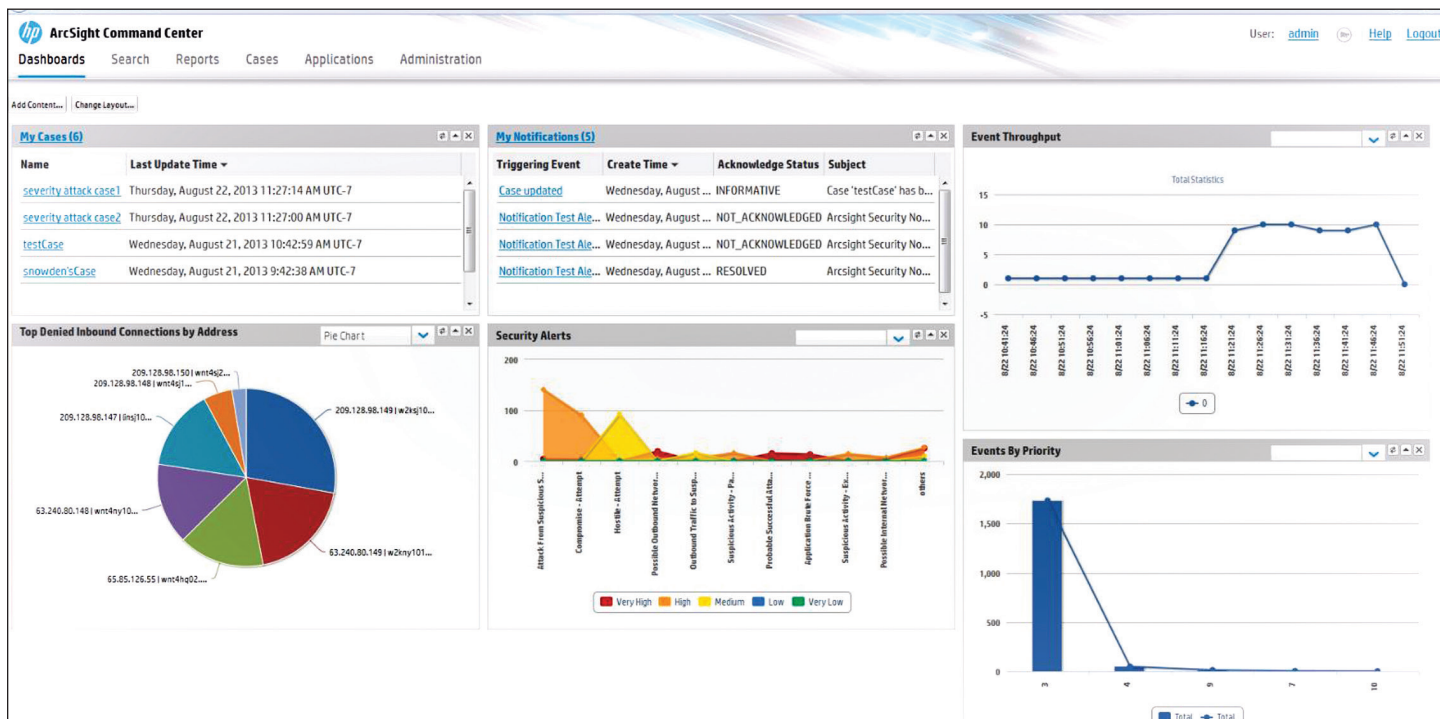 hp ArcSight Command Center
User: admin Help Logout
Dashboards Search Reports Cases Applications Administration
Add Content... Change Layout...
My Cases (6)
Name Last Update Time
severity attack case1 Thursday, August 22, 2013 11:27:14 AM UTC-7
severity attack case2 Thursday, August 22, 2013 11:27:00 AM UTC-7
testCase Wednesday, August 21, 2013 10:42:59 AM UTC-7
snowden'sCase Wednesday, August 21, 2013 9:42:38 AM UTC-7
My Notifications (5)
Triggering Event Create Time Acknowledge Status Subject
Case updated Wednesday, August ... INFORMATIVE Case 'testCase' has b...
Notification Test Ale... Wednesday, August ... NOT_ACKNOWLEDGED Arcsight Security No...
Notification Test Ale... Wednesday, August ... NOT_ACKNOWLEDGED Arcsight Security No...
Notification Test Ale... Wednesday, August ... RESOLVED Arcsight Security No...
Event Throughput
Total Statistics
15
10
5
0
-5
8/22 10:41:24
8/22 10:46:24
8/22 10:51:24
8/22 10:56:24
8/22 11:01:24
8/22 11:06:24
8/22 11:11:24
8/22 11:16:24
8/22 11:21:24
8/22 11:26:24
8/22 11:31:24
8/22 11:36:24
8/22 11:41:24
8/22 11:46:24
8/22 11:51:24
0
Top Denied Inbound Connections by Address Pie Chart
209.128.98.150 | wnt4sj2...
209.128.98.148 | wnt4sj1...
209.128.98.149 | w2ksj10...
209.128.98.147 | linsj10...
63.240.80.148 | wnt4ny10...
63.240.80.149 | w2kny101...
65.85.126.55 | wnt4hq02....
Security Alerts
200
100
0
Attack From Suspicious S...
Compromise - Attempt
Hostile - Attempt
Possible Outbound Networ...
Outbound Traffic to Susp...
Suspicious Activity - Pa...
Probable Successful Atta...
Application Brute Force ...
Suspicious Activity - Ex...
Possible Internal Networ...
others
Very High High Medium Low Very Low
Events By Priority
2,000
1,500
1,000
500
0
3
4
9
7
10
Total Total